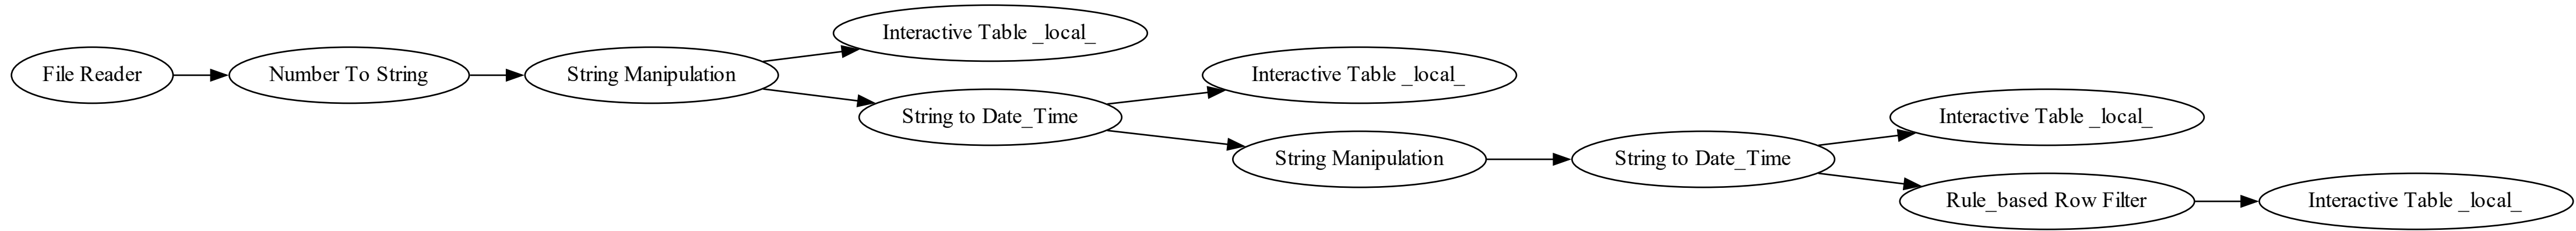 File Reader
Number To String
String Manipulation
Interactive Table _local_
String to Date_Time
Interactive Table _local_
String Manipulation
String to Date_Time
Interactive Table _local_
Rule_based Row Filter
Interactive Table _local_